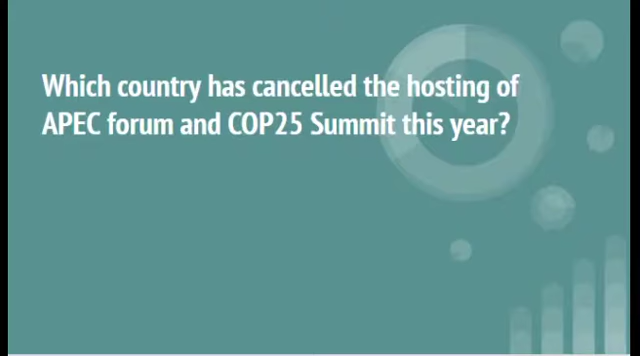 Which country has cancelled the hosting of
APEC forum and COP25 Summit this year?